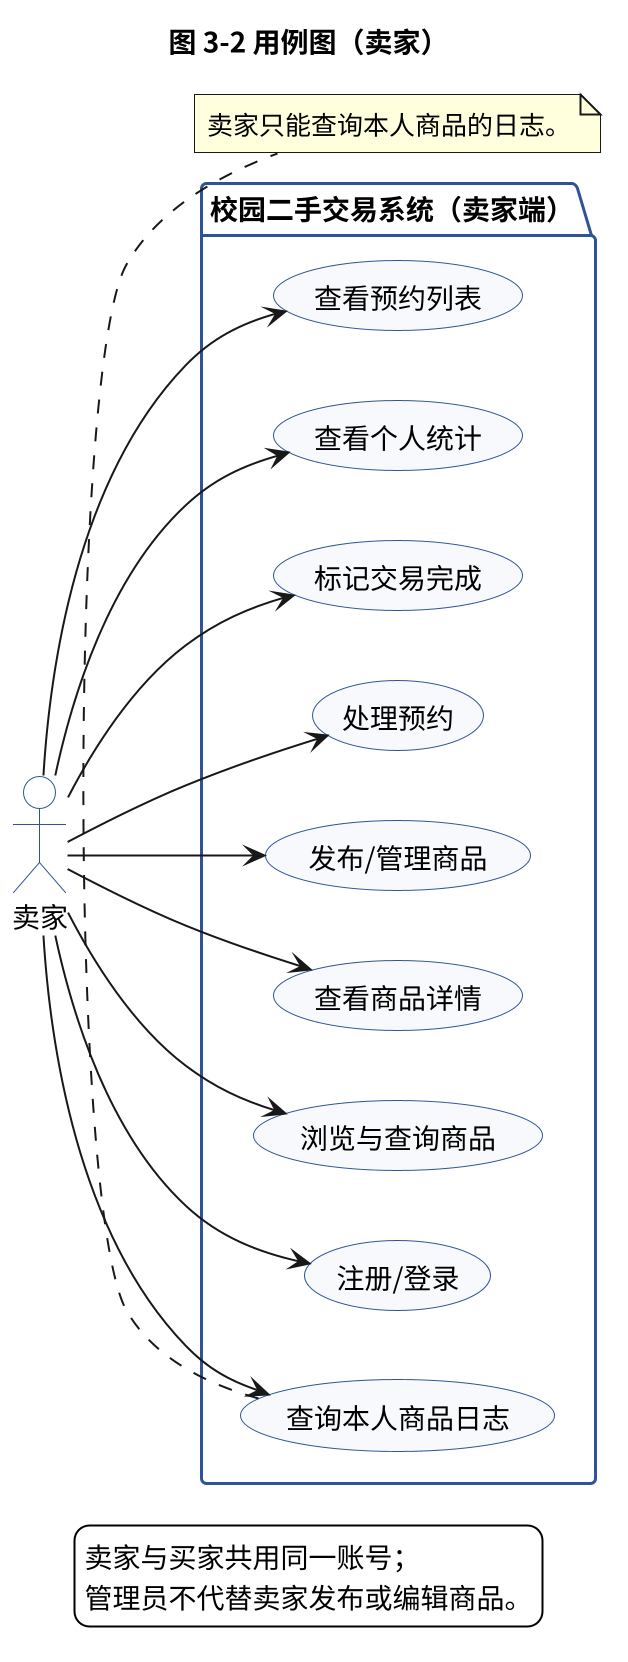 图 3-2 用例图（卖家）
卖家只能查询本人商品的日志。
校园二手交易系统（卖家端）
查看预约列表
查看个人统计
标记交易完成
处理预约
发布/管理商品
查看商品详情
卖家
浏览与查询商品
注册/登录
查询本人商品日志
卖家与买家共用同一账号；
管理员不代替卖家发布或编辑商品。